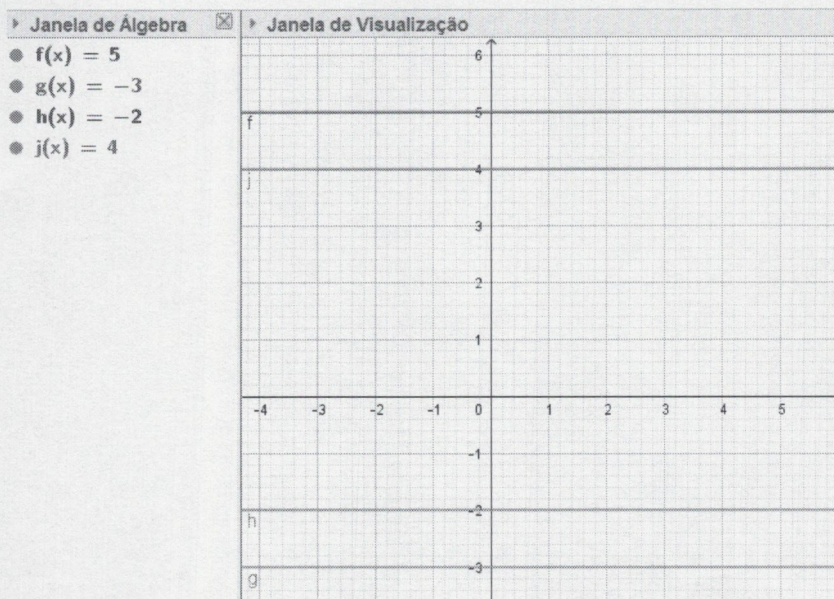 Janela de Álgebra
f(x) = 5
g(x) = −3
h(x) = −2
j(x) = 4
Janela de Visualização
6
5
f
4
j
3
2
1
-4 -3 -2 -1 0 1 2 3 4 5
-1
-2
h
-3
g